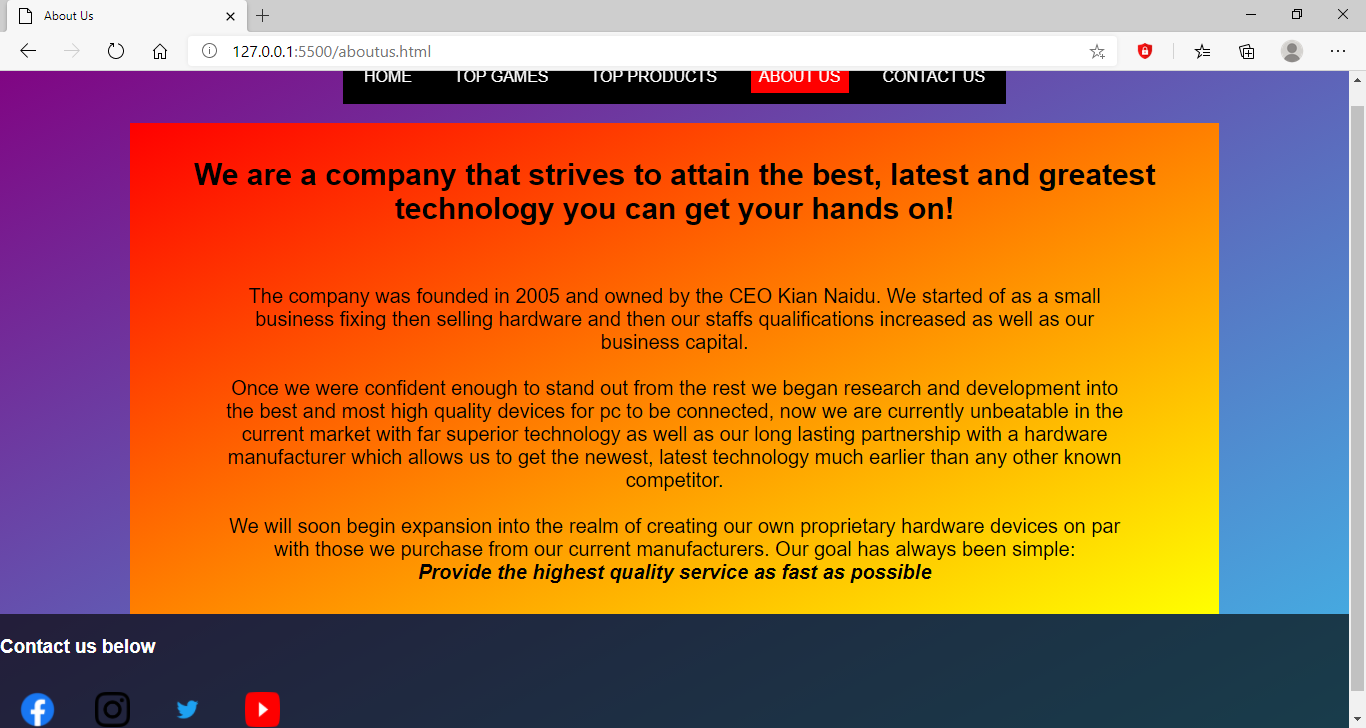 About Us
127.0.0.1:5500/aboutus.html
HOME TOP GAMES TOP PRODUCTS ABOUT US CONTACT US
We are a company that strives to attain the best, latest and greatest
technology you can get your hands on!
The company was founded in 2005 and owned by the CEO Kian Naidu. We started of as a small
business fixing then selling hardware and then our staffs qualifications increased as well as our
business capital.
Once we were confident enough to stand out from the rest we began research and development into
the best and most high quality devices for pc to be connected, now we are currently unbeatable in the
current market with far superior technology as well as our long lasting partnership with a hardware
manufacturer which allows us to get the newest, latest technology much earlier than any other known
competitor.
We will soon begin expansion into the realm of creating our own proprietary hardware devices on par
with those we purchase from our current manufacturers. Our goal has always been simple:
Provide the highest quality service as fast as possible
Contact us below